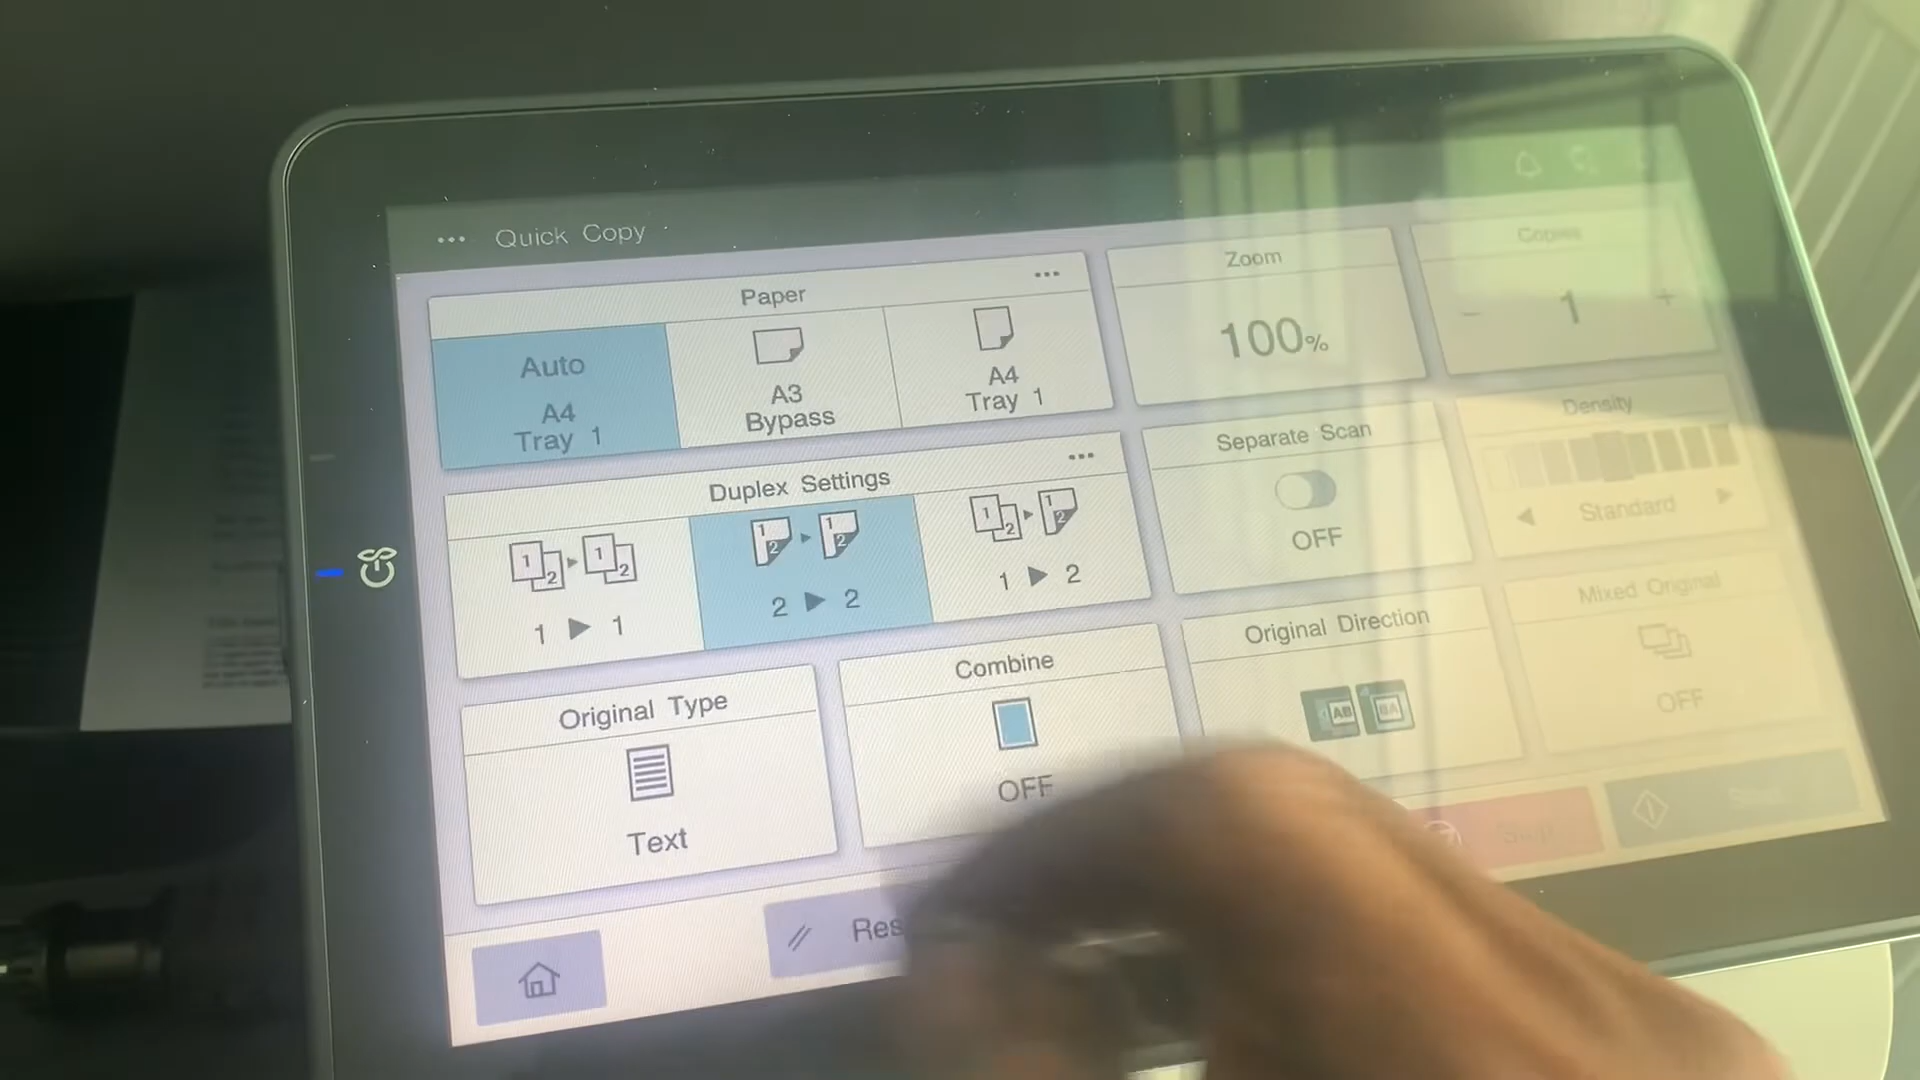 Quick Copy
Paper
Auto
A4
Tray 1
A3
Bypass
A4
Tray 1
Zoom
100%
Copies
1
Duplex Settings
1 ▶ 1
2 ▶ 2
1 ▶ 2
Separate Scan
OFF
Density
Standard
Original Type
Text
Combine
OFF
Original Direction
Mixed Original
OFF
Res
Stop